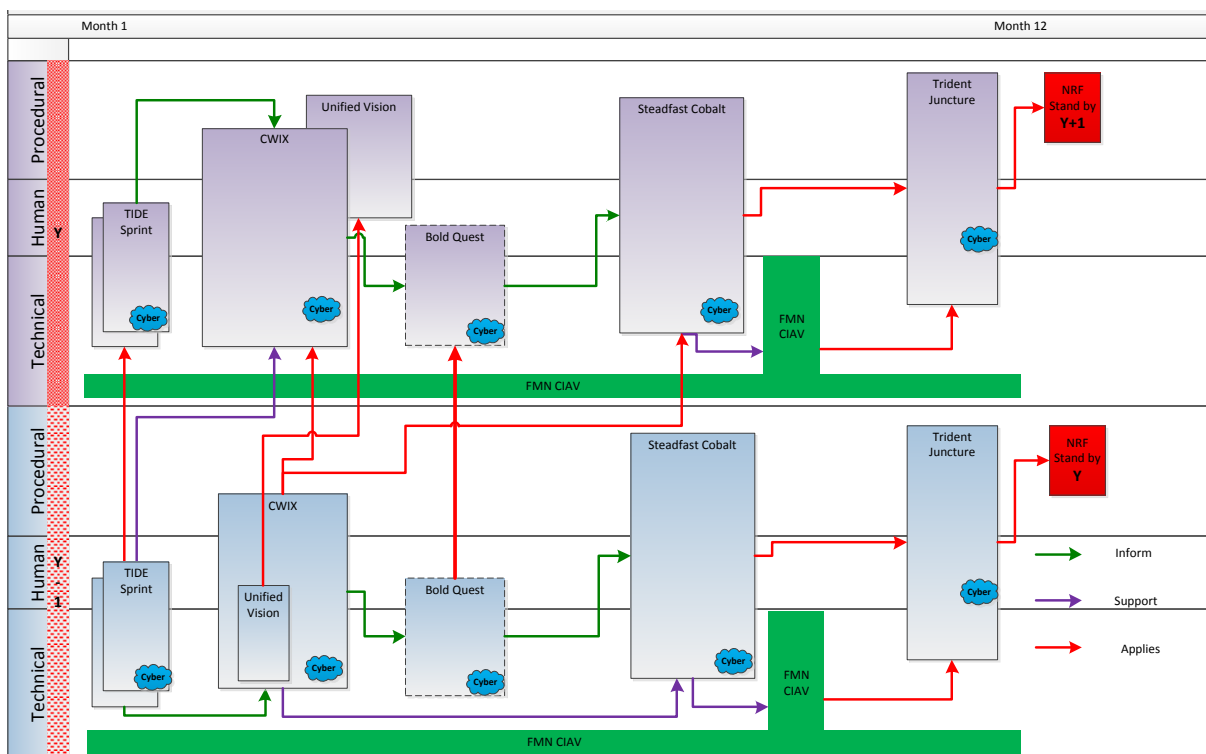 Month 1
Month 12
Procedural
Human
Technical
Y
TIDE
Sprint
Cyber
CWIX
Cyber
Unified Vision
Bold Quest
Cyber
Steadfast Cobalt
Cyber
FMN
CIAV
Trident
Juncture
Cyber
NRF
Stand by
Y+1
FMN CIAV
Procedural
Human
Technical
Y
-
1
TIDE
Sprint
Cyber
CWIX
Unified
Vision
Cyber
Bold Quest
Cyber
Steadfast Cobalt
Cyber
FMN
CIAV
Trident
Juncture
Cyber
NRF
Stand by
Y
Inform
Support
Applies
FMN CIAV